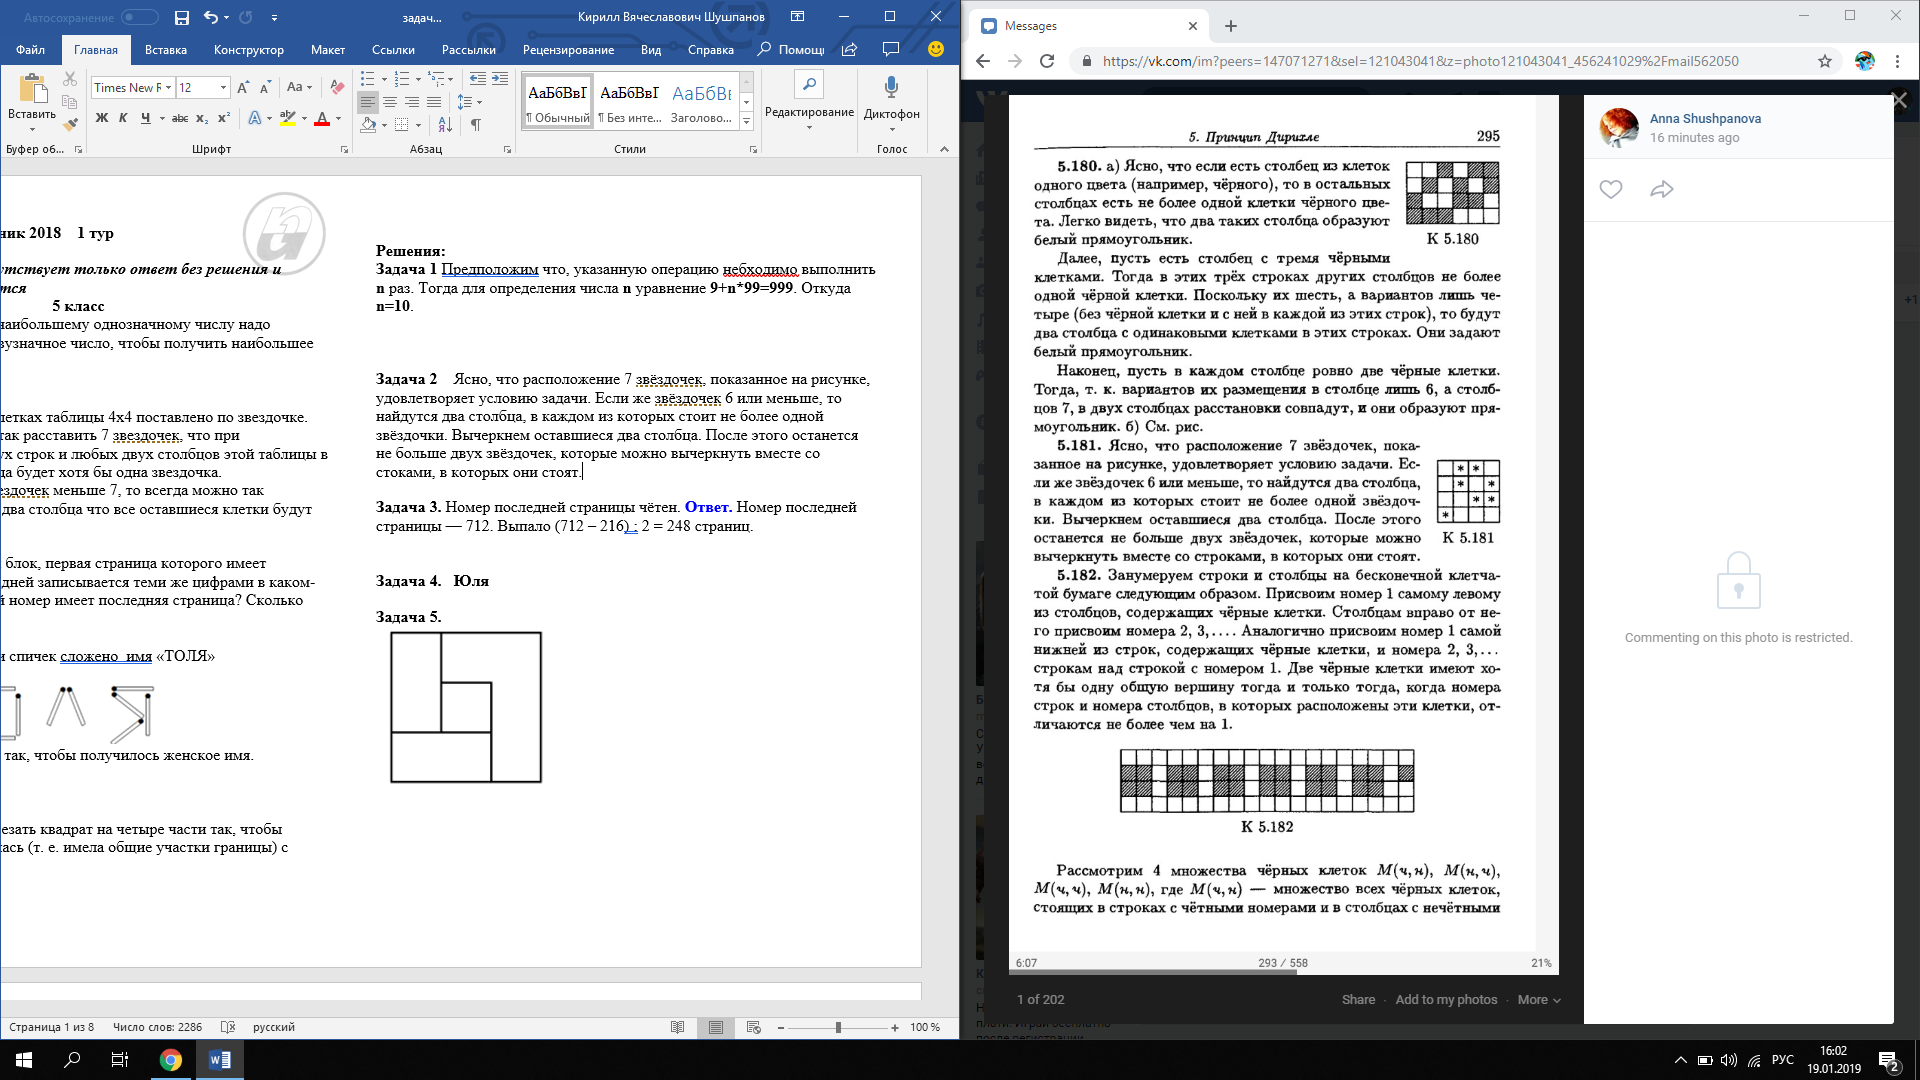 Автосохранение
задач...
Кирилл Вячеславович Шушпанов
Файл
Главная
Вставка
Конструктор
Макет
Ссылки
Рассылки
Рецензирование
Вид
Справка
Помощь
Вставить
Буфер об...
Times New R
12
Шрифт
Абзац
АаБбВвГ
¶ Обычный
АаБбВвГ
¶ Без инте...
АаБбВв
Заголово...
Стили
Редактирование
Диктофон
Голос
ник 2018 1 тур
утствует только ответ без решения и
тся
5 класс
наибольшему однозначному числу надо
вузначное число, чтобы получить наибольшее
летках таблицы 4х4 поставлено по звездочке.
так расставить 7 звездочек, что при
ух строк и любых двух столбцов этой таблицы в
да будет хотя бы одна звездочка.
ездочек меньше 7, то всегда можно так
два столбца что все оставшиеся клетки будут
блок, первая страница которого имеет
дней записывается теми же цифрами в каком-
й номер имеет последняя страница? Сколько
и спичек сложено имя «ТОЛЯ»
так, чтобы получилось женское имя.
езать квадрат на четыре части так, чтобы
лась (т. е. имела общие участки границы) с
Решения:
Задача 1 Предположим что, указанную операцию небходимо выполнить
n раз. Тогда для определения числа n уравнение 9+n*99=999. Откуда
n=10.
Задача 2 Ясно, что расположение 7 звёздочек, показанное на рисунке,
удовлетворяет условию задачи. Если же звёздочек 6 или меньше, то
найдутся два столбца, в каждом из которых стоит не более одной
звёздочки. Вычеркнем оставшиеся два столбца. После этого останется
не больше двух звёздочек, которые можно вычеркнуть вместе со
стоками, в которых они стоят.
Задача 3. Номер последней страницы чётен. Ответ. Номер последней
страницы — 712. Выпало (712 – 216) : 2 = 248 страниц.
Задача 4. Юля
Задача 5.
Страница 1 из 8
Число слов: 2286
русский
100 %
Messages
https://vk.com/im?peers=147071271&sel=121043041&z=photo121043041_456241029%2Fmail562050
5. Принцип Дирихле 295
5.180. а) Ясно, что если есть столбец из клеток
одного цвета (например, чёрного), то в остальных
столбцах есть не более одной клетки чёрного цве-
та. Легко видеть, что два таких столбца образуют
белый прямоугольник.
К 5.180
Далее, пусть есть столбец с тремя чёрными
клетками. Тогда в этих трёх строках других столбцов не более
одной чёрной клетки. Поскольку их шесть, а вариантов лишь че-
тыре (без чёрной клетки и с ней в каждой из этих строк), то будут
два столбца с одинаковыми клетками в этих строках. Они задают
белый прямоугольник.
Наконец, пусть в каждом столбце ровно две чёрные клетки.
Тогда, т. к. вариантов их размещения в столбце лишь 6, а столб-
цов 7, в двух столбцах расстановки совпадут, и они образуют пря-
моугольник. б) См. рис.
5.181. Ясно, что расположение 7 звёздочек, пока-
занное на рисунке, удовлетворяет условию задачи. Ес-
ли же звёздочек 6 или меньше, то найдутся два столбца,
в каждом из которых стоит не более одной звёздоч-
ки. Вычеркнем оставшиеся два столбца. После этого
останется не больше двух звёздочек, которые можно
вычеркнуть вместе со строками, в которых они стоят.
К 5.181
5.182. Занумеруем строки и столбцы на бесконечной клетча-
той бумаге следующим образом. Присвоим номер 1 самому левому
из столбцов, содержащих чёрные клетки. Столбцам вправо от не-
го присвоим номера 2, 3,.... Аналогично присвоим номер 1 самой
нижней из строк, содержащих чёрные клетки, и номера 2, 3,...
строкам над строкой с номером 1. Две чёрные клетки имеют хо-
тя бы одну общую вершину тогда и только тогда, когда номера
строк и номера столбцов, в которых расположены эти клетки, от-
личаются не более чем на 1.
К 5.182
Рассмотрим 4 множества чёрных клеток M(ч,н), M(н,ч),
M(ч,ч), M(н,н), где M(ч,н) — множество всех чёрных клеток,
стоящих в строках с чётными номерами и в столбцах с нечётными
6:07
293 / 558
21%
1 of 202
Share
Add to my photos
More
Anna Shushpanova
16 minutes ago
Commenting on this photo is restricted.
РУС
16:02
19.01.2019
2